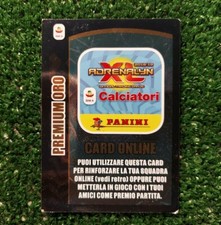 PREMIUM ORO
ADRENALYN
XL
Calciatori
PANINI
CARD ONLINE
PUOI UTILIZZARE QUESTA CARD
PER RINFORZARE LA TUA SQUADRA
ONLINE (vedi retro) OPPURE PUOI
METTERLA IN GIOCO CON I TUOI
AMICI COME PREMIO PARTITA.